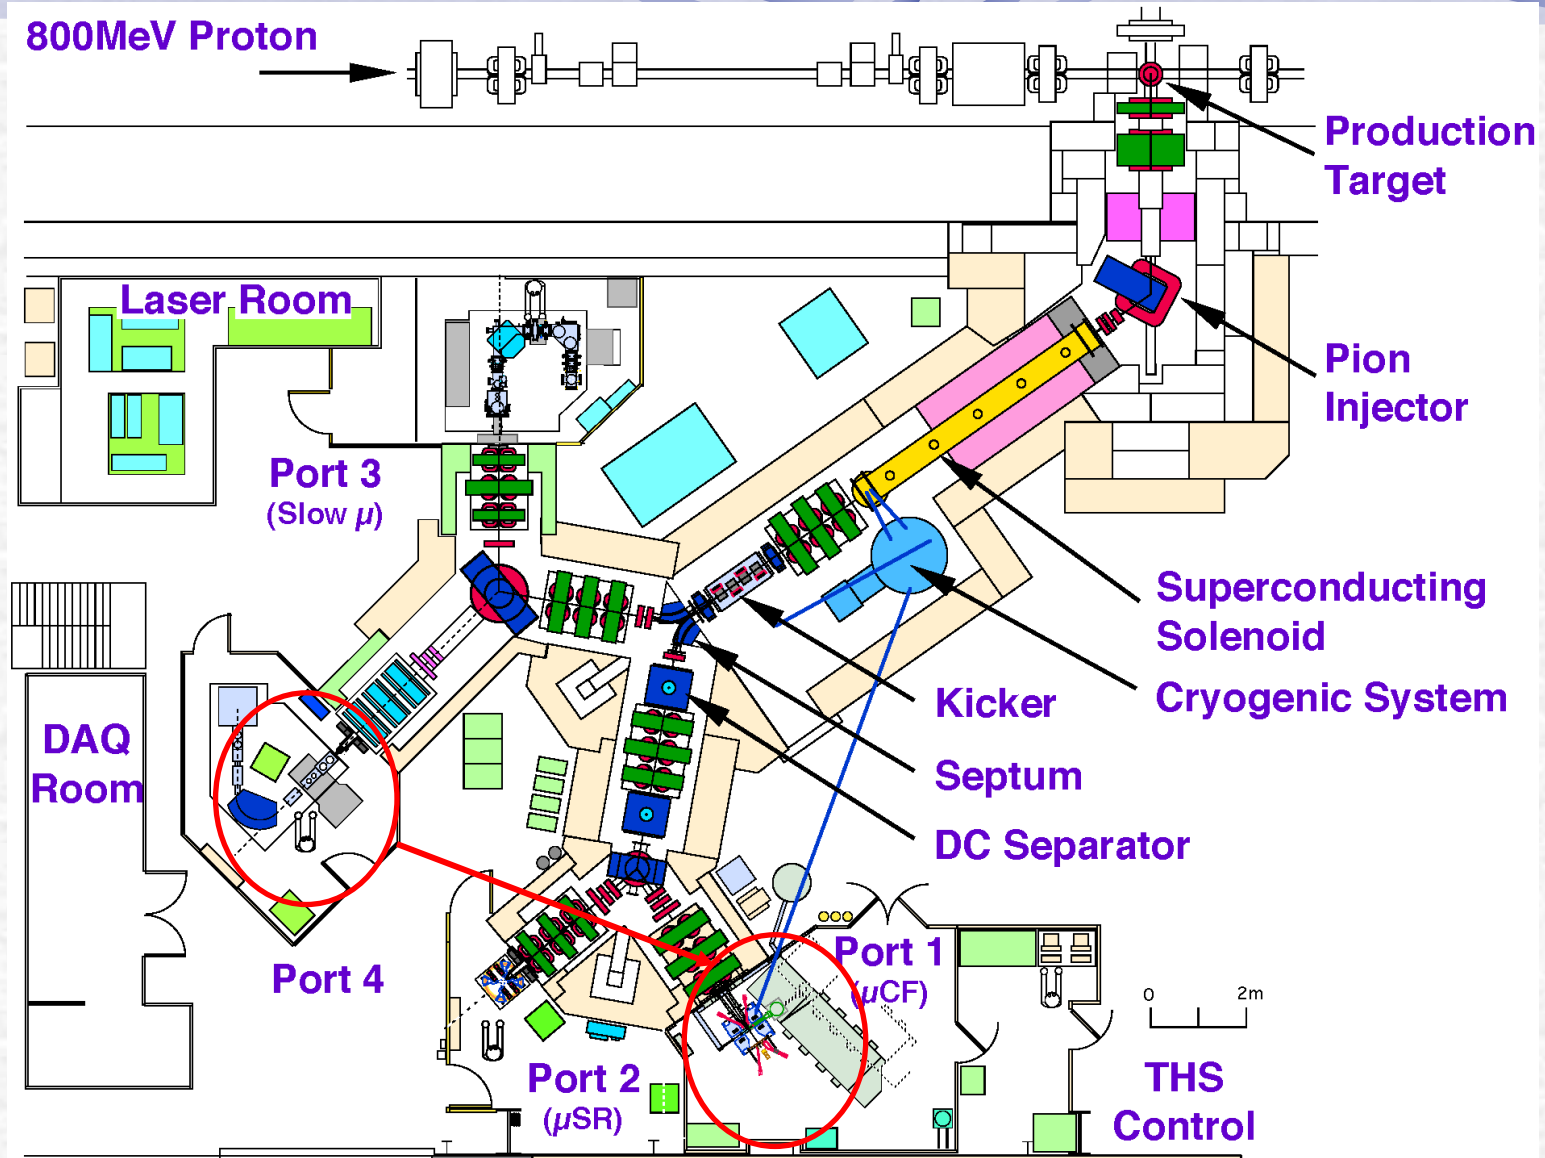 800MeV Proton
Production
Target
Laser Room
Pion
Injector
Port 3
(Slow μ)
Superconducting
Solenoid
Kicker
Cryogenic System
DAQ
Room
Septum
DC Separator
Port 4
Port 1
(μCF)
0 2m
Port 2
(μSR)
THS
Control